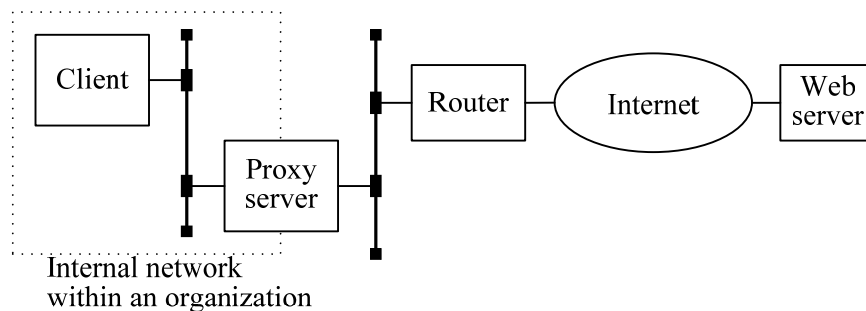 Client
Proxy
server
Router
Internet
Web
server
Internal network
within an organization